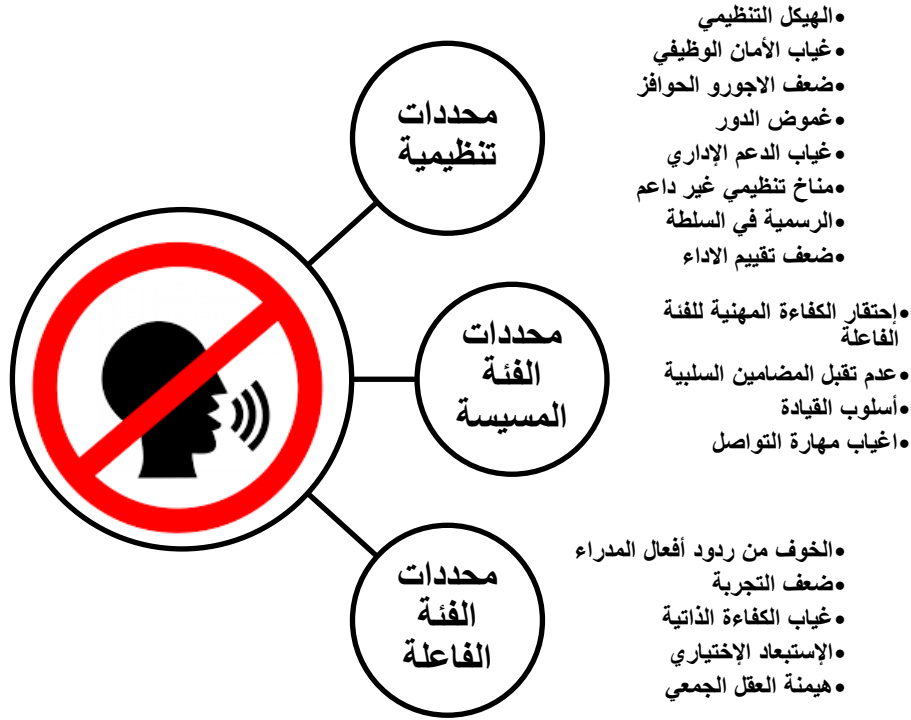 محددات
تنظيمية
•الهيكل التنظيمي
•غياب الأمان الوظيفي
•ضعف الاجورو الحوافز
•غموض الدور
•غياب الدعم الإداري
•مناخ تنظيمي غير داعم
•الرسمية في السلطة
•ضعف تقييم الاداء
محددات
الفئة
المسيسة
•إحتقار الكفاءة المهنية للفئة
الفاعلة
•عدم تقبل المضامين السلبية
•أسلوب القيادة
•اغياب مهارة التواصل
محددات
الفئة
الفاعلة
•الخوف من ردود أفعال المدراء
•ضعف التجربة
•غياب الكفاءة الذاتية
•الإستبعاد الإختياري
•هيمنة العقل الجمعي